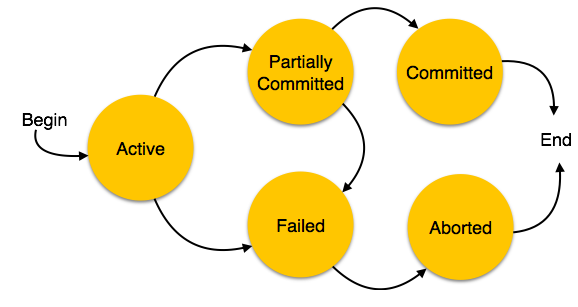 Begin
Active
Partially
Committed
Committed
Failed
Aborted
End